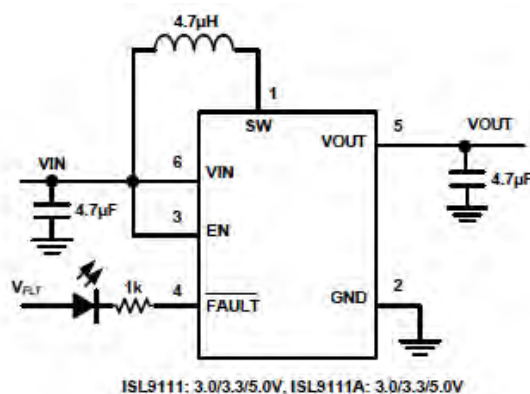 4.7µH
1
SW
VOUT
5
VOUT
VIN
6
VIN
4.7µF
4.7µF
3
EN
V_FLT
1k
4
FAULT
GND
2
ISL9111: 3.0/3.3/5.0V, ISL9111A: 3.0/3.3/5.0V